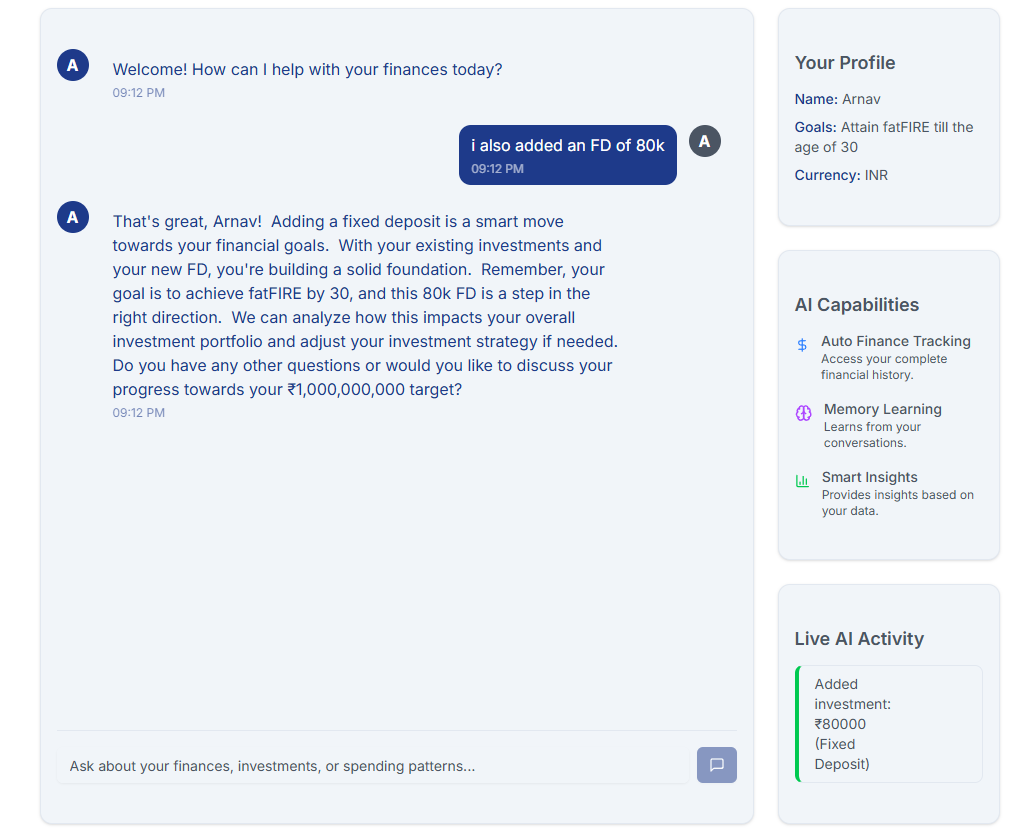 A
Welcome! How can I help with your finances today?
09:12 PM
i also added an FD of 80k
09:12 PM
A
A
That's great, Arnav!  Adding a fixed deposit is a smart move
towards your financial goals.  With your existing investments and
your new FD, you're building a solid foundation.  Remember, your
goal is to achieve fatFIRE by 30, and this 80k FD is a step in the
right direction.  We can analyze how this impacts your overall
investment portfolio and adjust your investment strategy if needed.
Do you have any other questions or would you like to discuss your
progress towards your ₹1,000,000,000 target?
09:12 PM
Ask about your finances, investments, or spending patterns...
Your Profile
Name: Arnav
Goals: Attain fatFIRE till the
age of 30
Currency: INR
AI Capabilities
Auto Finance Tracking
Access your complete
financial history.
Memory Learning
Learns from your
conversations.
Smart Insights
Provides insights based on
your data.
Live AI Activity
Added
investment:
₹80000
(Fixed
Deposit)